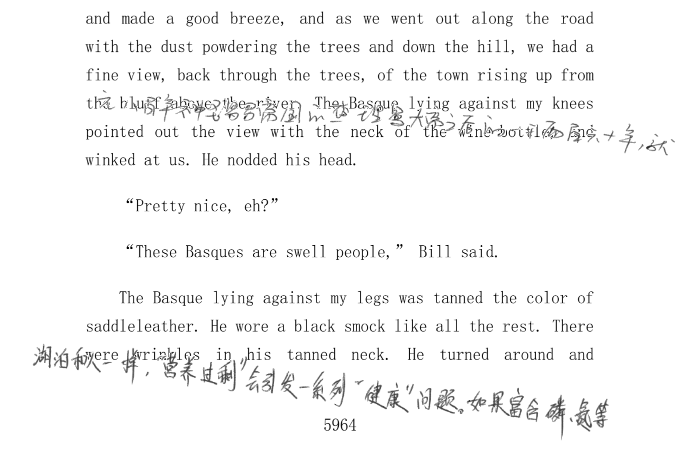 and made a good breeze, and as we went out along the road
with the dust powdering the trees and down the hill, we had a
fine view, back through the trees, of the town rising up from
the bluff above the river. The Basque lying against my knees
pointed out the view with the neck of the wine-bottle, and
winked at us. He nodded his head.
“Pretty nice, eh?”
“These Basques are swell people,” Bill said.
The Basque lying against my legs was tanned the color of
saddleleather. He wore a black smock like all the rest. There
were wrinkles in his tanned neck. He turned around and
湖泊和人一样，“营养过剩”会引发一系列“健康”问题。如果富含磷、氮等
5964